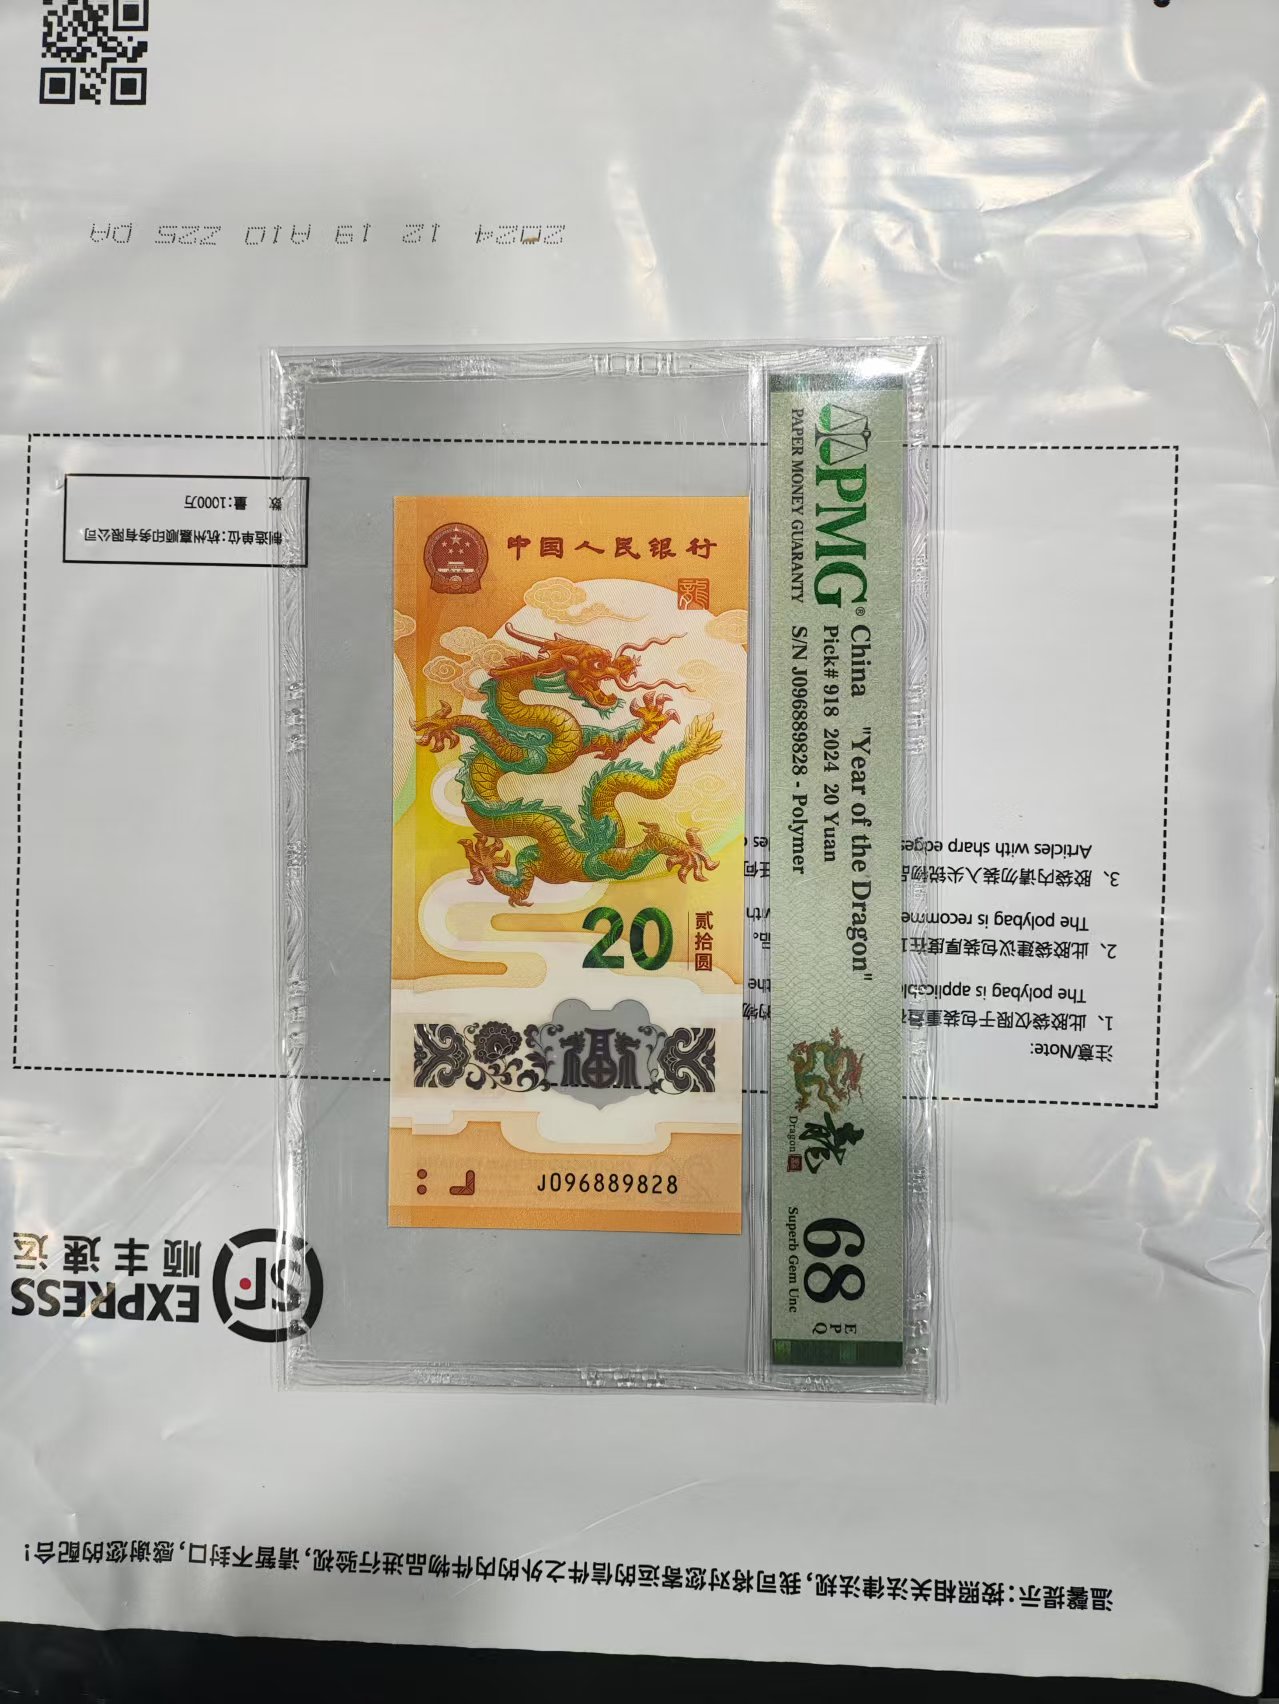 2024 12 19 A10 225 DA
数 量:1000万
制造单位:杭州嘉顺印务有限公司
中国人民银行
龍
20
贰拾圆
福
J096889828
PMG®
PAPER MONEY GUARANTY
China "Year of the Dragon"
Pick# 918 2024 20 Yuan
S/N J096889828 - Polymer
龍
Dragon
68
EPQ
Superb Gem Unc
注意/Note:
1、此胶袋仅限于包装重
The polybag is applicable
the
2、此胶袋建议包装厚度在
品。
The polybag is recomme
3、胶袋内请勿装入尖锐物品
任何
Articles with sharp edges
SF
顺丰速运
EXPRESS
温馨提示:按照相关法律法规,我司将对您寄运的信件之外的内件物品进行验视,请暂不封口,感谢您的配合!